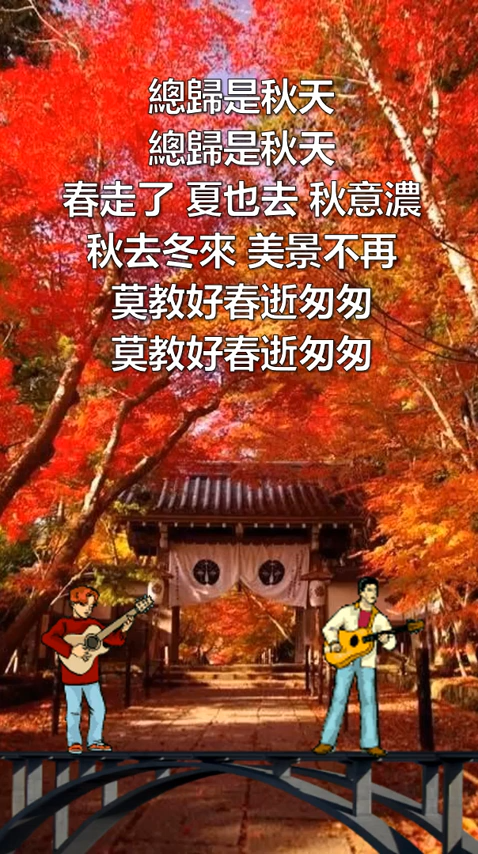 總歸是秋天
總歸是秋天
春走了 夏也去 秋意濃
秋去冬來 美景不再
莫教好春逝匆匆
莫教好春逝匆匆